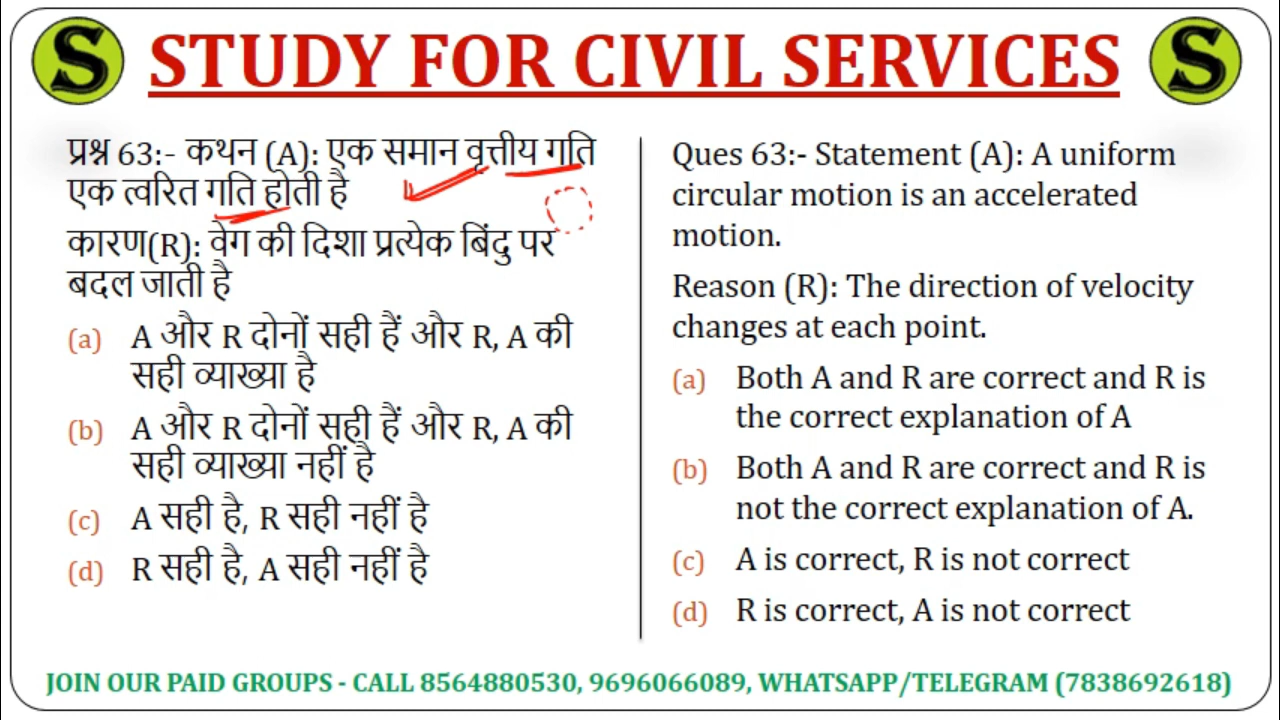 S
STUDY FOR CIVIL SERVICES
S
प्रश्न 63:- कथन (A): एक समान वृत्तीय गति
एक त्वरित गति होती है
कारण(R): वेग की दिशा प्रत्येक बिंदु पर
बदल जाती है
(a) A और R दोनों सही हैं और R, A की
सही व्याख्या है
(b) A और R दोनों सही हैं और R, A की
सही व्याख्या नहीं है
(c) A सही है, R सही नहीं है
(d) R सही है, A सही नहीं है
Ques 63:- Statement (A): A uniform
circular motion is an accelerated
motion.
Reason (R): The direction of velocity
changes at each point.
(a) Both A and R are correct and R is
the correct explanation of A
(b) Both A and R are correct and R is
not the correct explanation of A.
(c) A is correct, R is not correct
(d) R is correct, A is not correct
JOIN OUR PAID GROUPS - CALL 8564880530, 9696066089, WHATSAPP/TELEGRAM (7838692618)